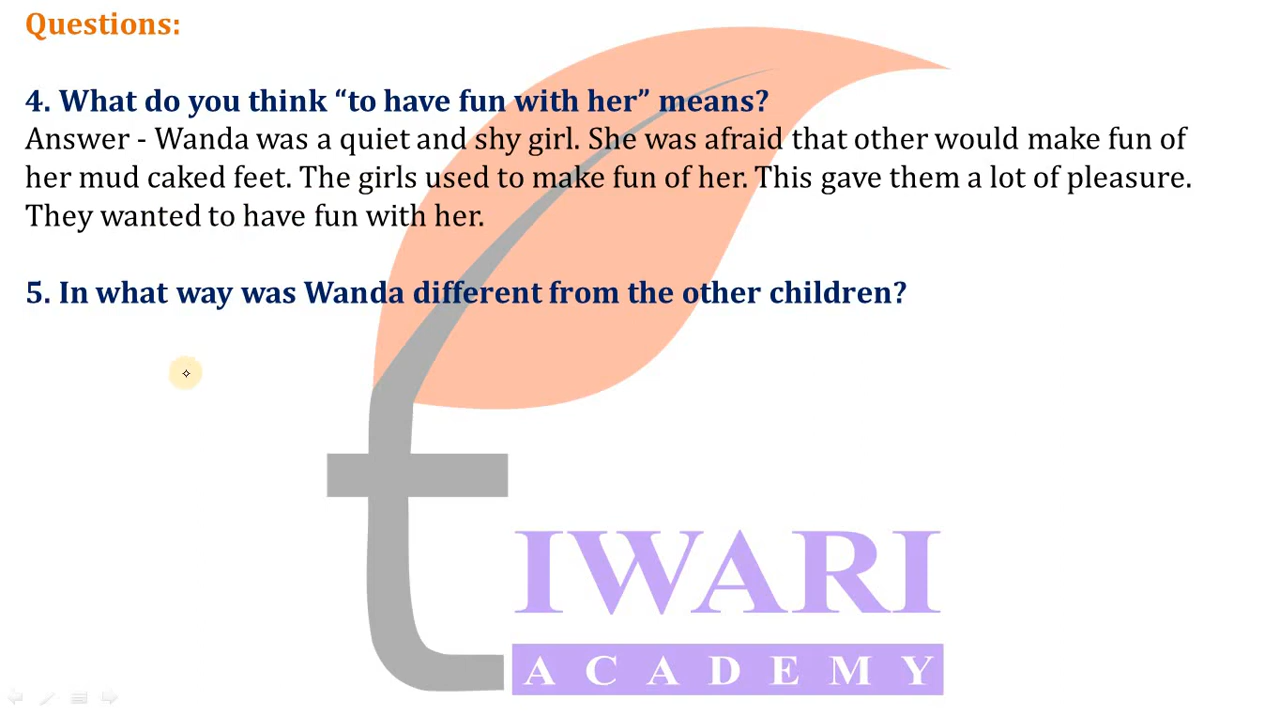 Questions:
4. What do you think “to have fun with her” means?
Answer - Wanda was a quiet and shy girl. She was afraid that other would make fun of
her mud caked feet. The girls used to make fun of her. This gave them a lot of pleasure.
They wanted to have fun with her.
5. In what way was Wanda different from the other children?
tIWARI
ACADEMY